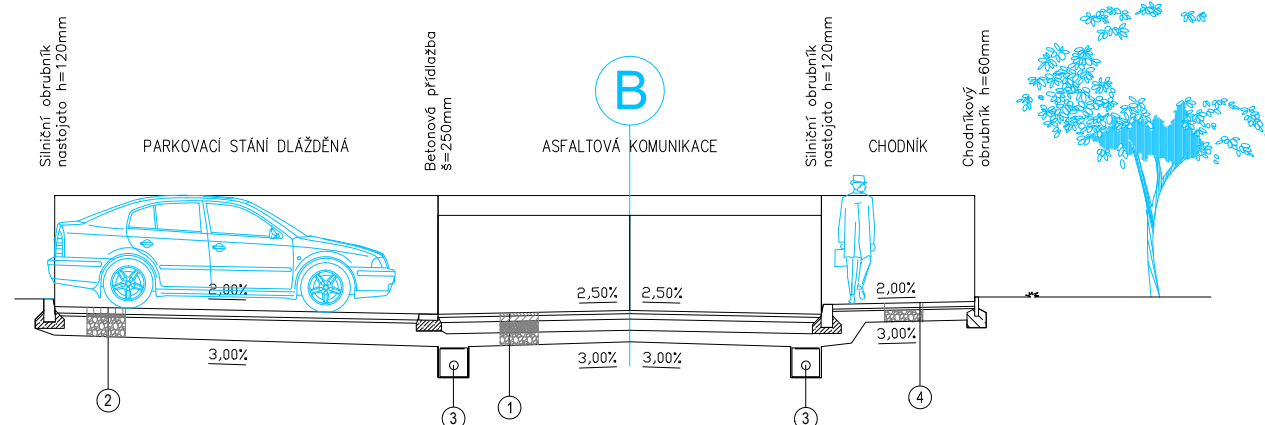 Silniční obrubník
nastojato h=120mm
PARKOVACÍ STÁNÍ DLÁŽDĚNÁ
Betonová přídlažba
š=250mm
B
ASFALTOVÁ KOMUNIKACE
Silniční obrubník
nastojato h=120mm
CHODNÍK
Chodníkový
obrubník h=60mm
2,00%
2,50%
2,50%
2,00%
3,00%
3,00%
3,00%
3,00%
2
3
1
3
4